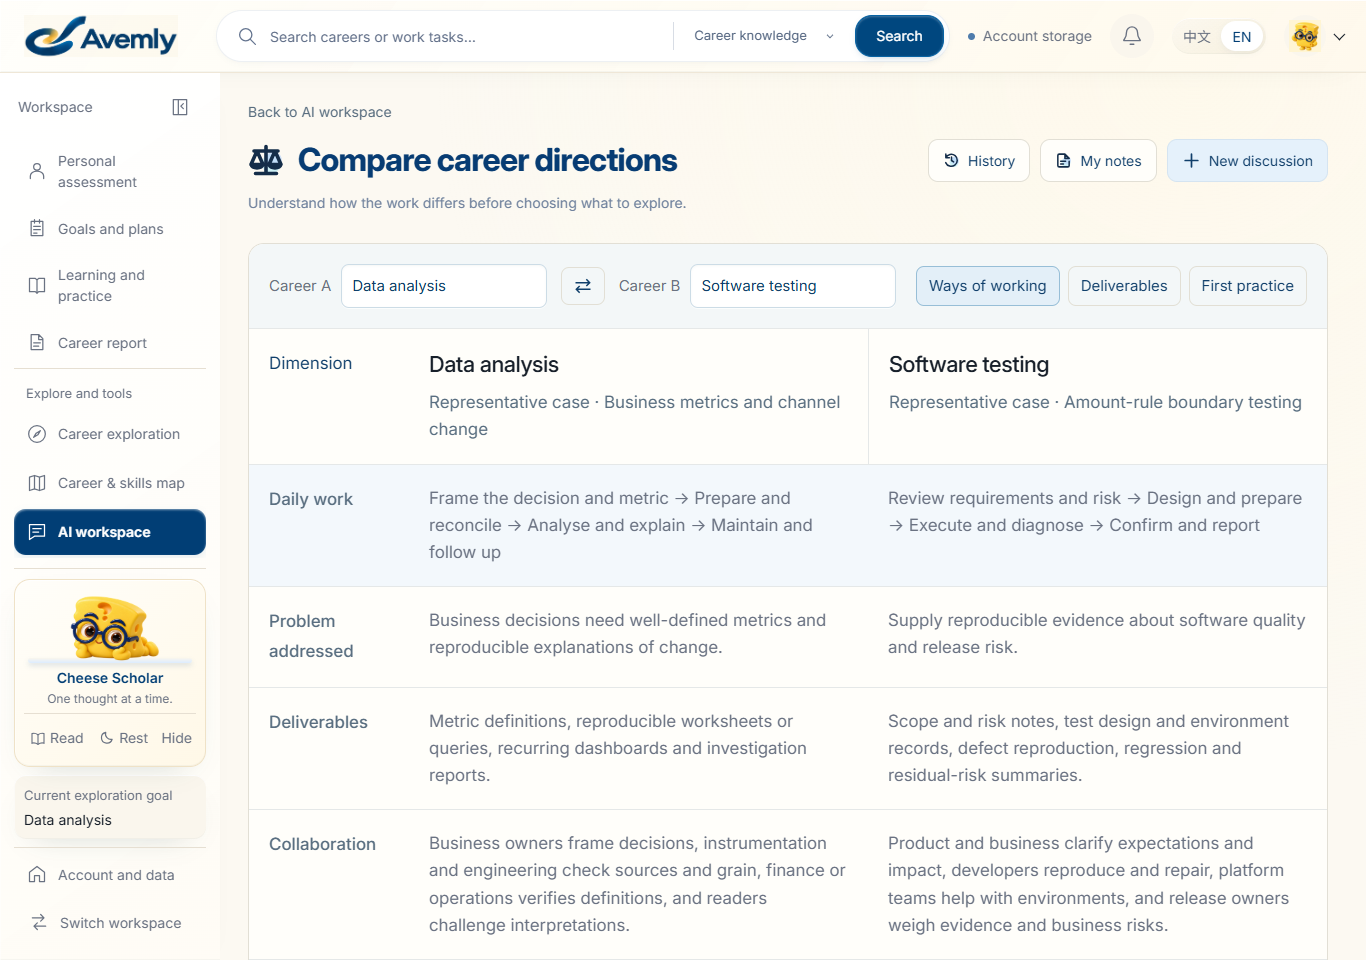 Avemly
Search careers or work tasks...
Career knowledge
Search
Account storage
中文
EN
Workspace
Personal
assessment
Goals and plans
Learning and
practice
Career report
Explore and tools
Career exploration
Career & skills map
AI workspace
Cheese Scholar
One thought at a time.
Read
Rest
Hide
Current exploration goal
Data analysis
Account and data
Switch workspace
Back to AI workspace
Compare career directions
History
My notes
New discussion
Understand how the work differs before choosing what to explore.
Career A
Data analysis
Career B
Software testing
Ways of working
Deliverables
First practice
Dimension
Data analysis
Representative case · Business metrics and channel
change
Software testing
Representative case · Amount-rule boundary testing
Daily work
Frame the decision and metric → Prepare and
reconcile → Analyse and explain → Maintain and
follow up
Review requirements and risk → Design and prepare
→ Execute and diagnose → Confirm and report
Problem
addressed
Business decisions need well-defined metrics and
reproducible explanations of change.
Supply reproducible evidence about software quality
and release risk.
Deliverables
Metric definitions, reproducible worksheets or
queries, recurring dashboards and investigation
reports.
Scope and risk notes, test design and environment
records, defect reproduction, regression and
residual-risk summaries.
Collaboration
Business owners frame decisions, instrumentation
and engineering check sources and grain, finance or
operations verifies definitions, and readers
challenge interpretations.
Product and business clarify expectations and
impact, developers reproduce and repair, platform
teams help with environments, and release owners
weigh evidence and business risks.